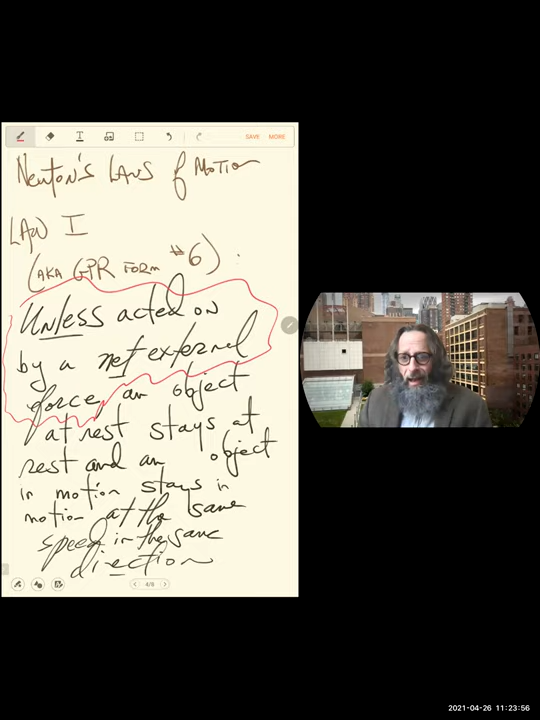 SAVE MORE
Newton's Laws of Motion
LAW I
(AKA GPR FORM #6).
Unless acted on
by a net external
force, an object
at rest stays at
rest and an object
in motion stays in
motion at the same
speed in the same
direction
4/8
2021-04-26 11:23:56